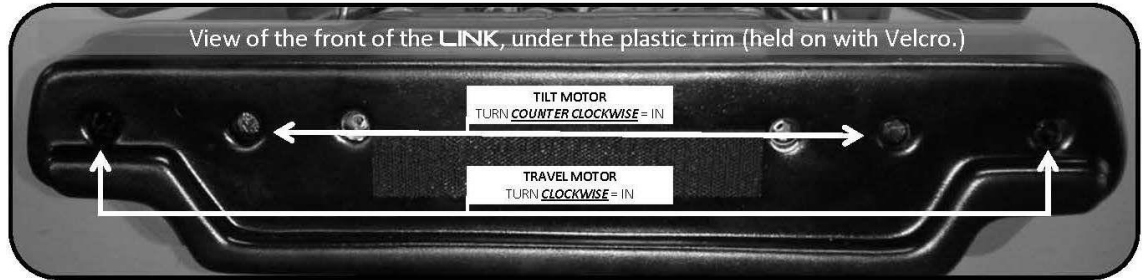 View of the front of the LINK, under the plastic trim (held on with Velcro.)
TILT MOTOR
TURN COUNTER CLOCKWISE = IN
TRAVEL MOTOR
TURN CLOCKWISE = IN